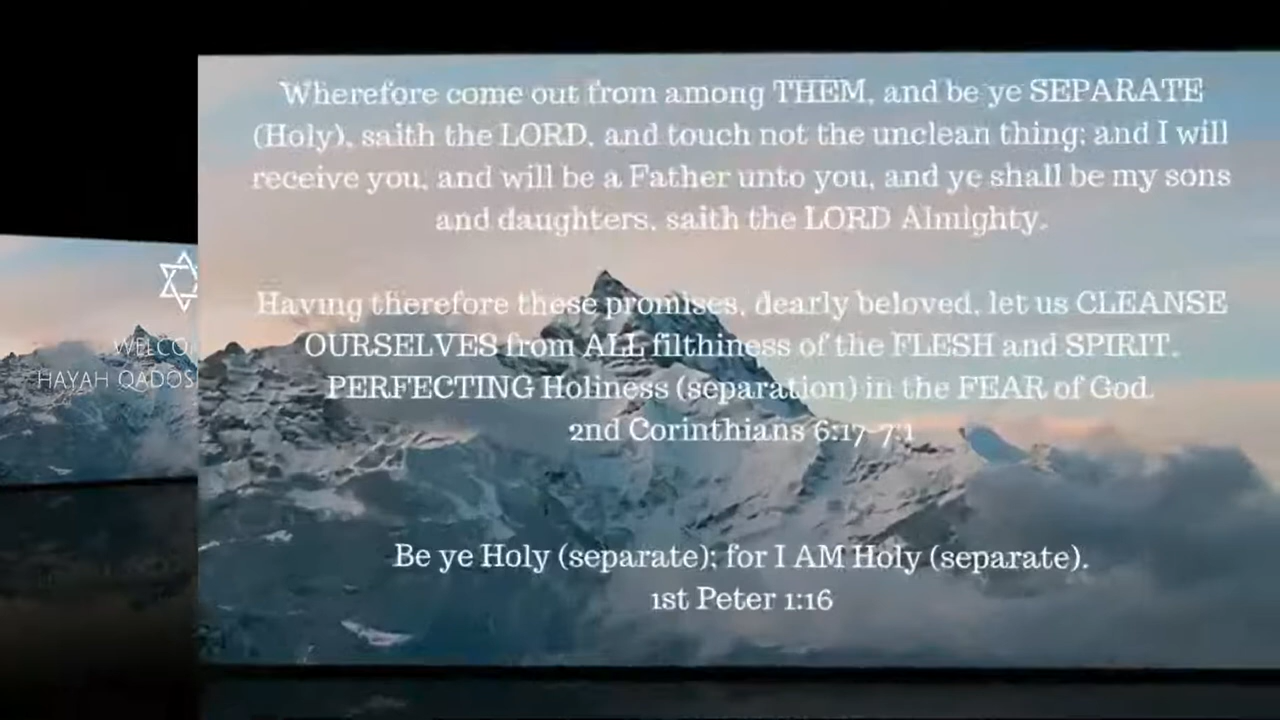 Wherefore come out from among THEM, and be ye SEPARATE
(Holy), saith the LORD, and touch not the unclean thing; and I will
receive you, and will be a Father unto you, and ye shall be my sons
and daughters, saith the LORD Almighty.
Having therefore these promises, dearly beloved, let us CLEANSE
OURSELVES from ALL filthiness of the FLESH and SPIRIT,
PERFECTING Holiness (separation) in the FEAR of God.
2nd Corinthians 6:17-7:1
Be ye Holy (separate); for I AM Holy (separate).
1st Peter 1:16
HAYAH